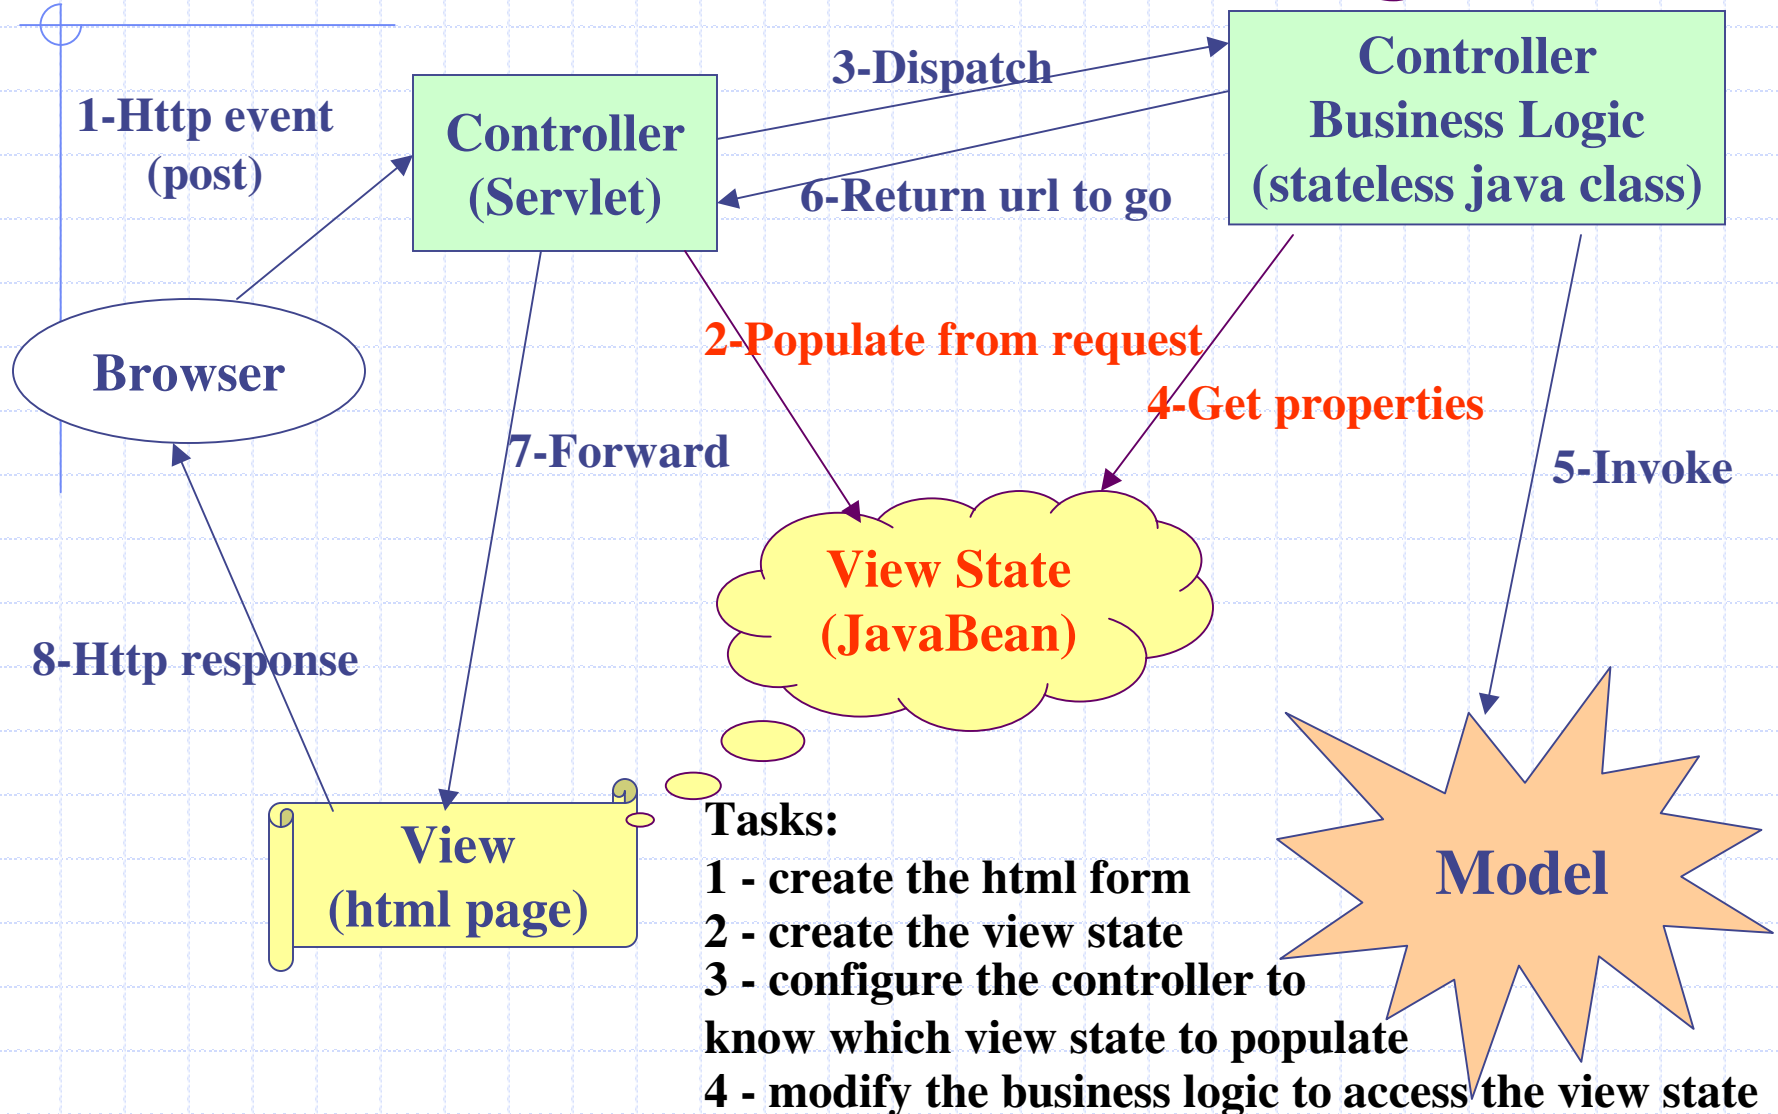 3-Dispatch
Controller
Business Logic
(stateless java class)
1-Http event
(post)
Controller
(Servlet)
6-Return url to go
2-Populate from request
Browser
4-Get properties
7-Forward
5-Invoke
View State
(JavaBean)
8-Http response
View
(html page)
Model
Tasks:
1 - create the html form
2 - create the view state
3 - configure the controller to
know which view state to populate
4 - modify the business logic to access the view state